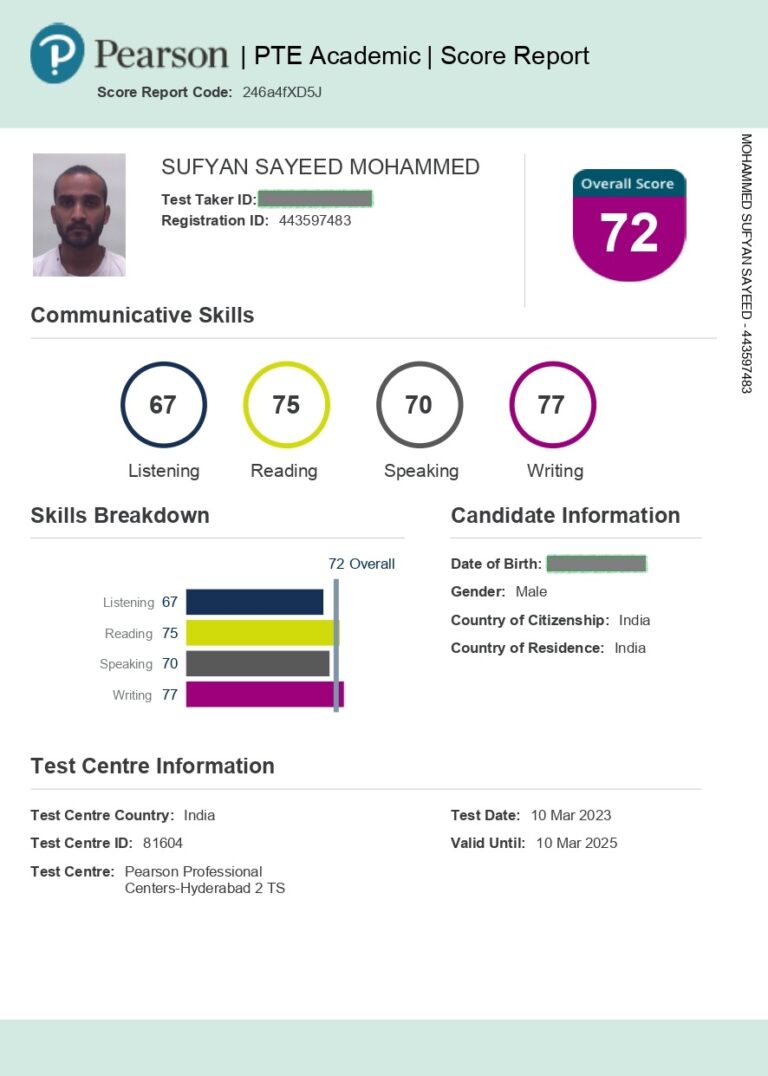 Pearson | PTE Academic | Score Report
Score Report Code: 246a4fXD5J
SUFYAN SAYEED MOHAMMED
Test Taker ID:
Registration ID: 443597483
Overall Score
72
MOHAMMED SUFYAN SAYEED - 443597483
Communicative Skills
67 75 70 77
Listening Reading Speaking Writing
Skills Breakdown
72 Overall
Listening 67
Reading 75
Speaking 70
Writing 77
Candidate Information
Date of Birth:
Gender: Male
Country of Citizenship: India
Country of Residence: India
Test Centre Information
Test Centre Country: India
Test Centre ID: 81604
Test Centre: Pearson Professional
Centers-Hyderabad 2 TS
Test Date: 10 Mar 2023
Valid Until: 10 Mar 2025